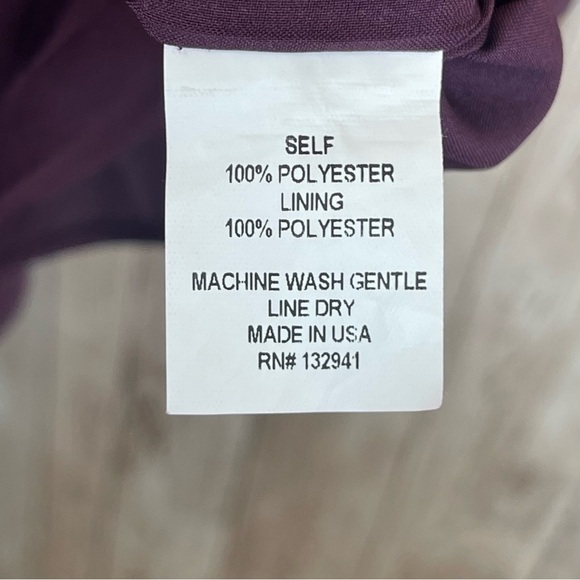 SELF
100% POLYESTER
LINING
100% POLYESTER
MACHINE WASH GENTLE
LINE DRY
MADE IN USA
RN# 132941